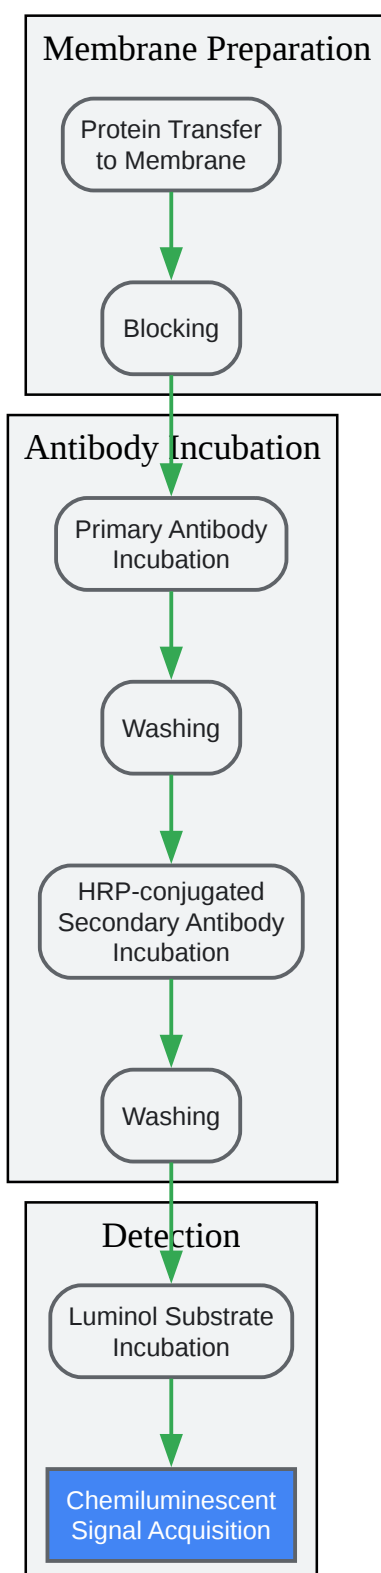 Membrane Preparation
Protein Transfer
to Membrane
Blocking
Antibody Incubation
Primary Antibody
Incubation
Washing
HRP-conjugated
Secondary Antibody
Incubation
Washing
Detection
Luminol Substrate
Incubation
Chemiluminescent
Signal Acquisition